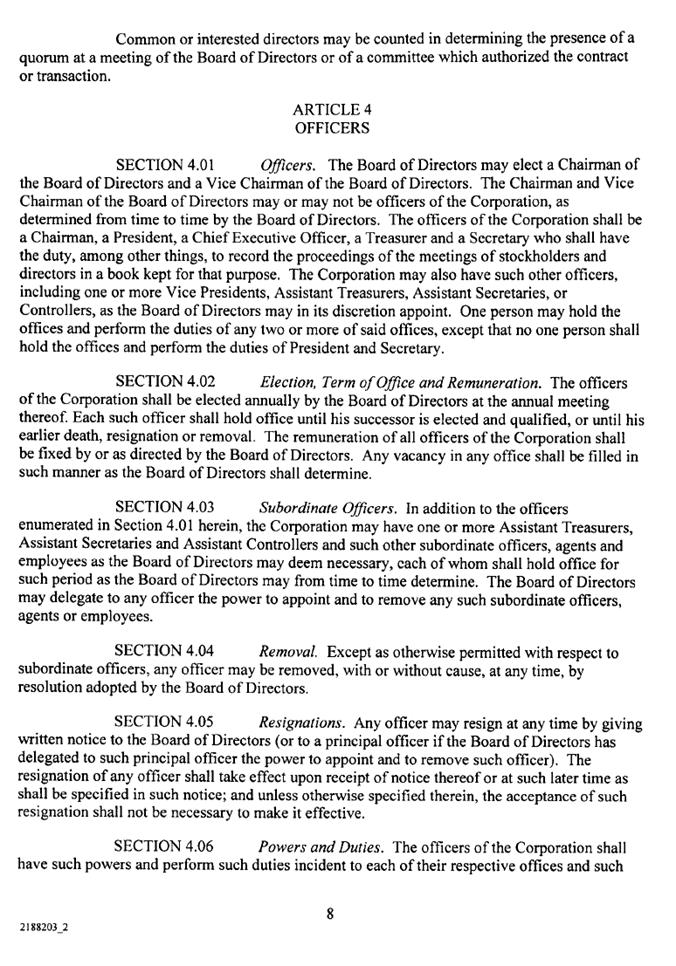 Common or interested directors may be counted in determining the presence of a
quorum at a meeting of the Board of Directors or of a committee which authorized the contract
or transaction.
ARTICLE 4
OFFICERS
SECTION 4.01 Officers. The Board of Directors may elect a Chairman of
the Board of Directors and a Vice Chairman of the Board of Directors. The Chairman and Vice
Chairman of the Board of Directors may or may not be officers of the Corporation, as
determined from time to time by the Board of Directors. The officers of the Corporation shall be
a Chairman, a President, a Chief Executive Officer, a Treasurer and a Secretary who shall have
the duty, among other things, to record the proceedings of the meetings of stockholders and
directors in a book kept for that purpose. The Corporation may also have such other officers,
including one or more Vice Presidents, Assistant Treasurers, Assistant Secretaries, or
Controllers, as the Board of Directors may in its discretion appoint. One person may hold the
offices and perform the duties of any two or more of said offices, except that no one person shall
hold the offices and perform the duties of President and Secretary.
SECTION 4.02 Election, Term of Office and Remuneration. The officers
of the Corporation shall be elected annually by the Board of Directors at the annual meeting
thereof. Each such officer shall hold office until his successor is elected and qualified, or until his
earlier death, resignation or removal. The remuneration of all officers of the Corporation shall
be fixed by or as directed by the Board of Directors. Any vacancy in any office shall be filled in
such manner as the Board of Directors shall determine.
SECTION 4.03 Subordinate Officers. In addition to the officers
enumerated in Section 4.01 herein, the Corporation may have one or more Assistant Treasurers,
Assistant Secretaries and Assistant Controllers and such other subordinate officers, agents and
employees as the Board of Directors may deem necessary, each of whom shall hold office for
such period as the Board of Directors may from time to time determine. The Board of Directors
may delegate to any officer the power to appoint and to remove any such subordinate officers,
agents or employees.
SECTION 4.04 Removal. Except as otherwise permitted with respect to
subordinate officers, any officer may be removed, with or without cause, at any time, by
resolution adopted by the Board of Directors.
SECTION 4.05 Resignations. Any officer may resign at any time by giving
written notice to the Board of Directors (or to a principal officer if the Board of Directors has
delegated to such principal officer the power to appoint and to remove such officer). The
resignation of any officer shall take effect upon receipt of notice thereof or at such later time as
shall be specified in such notice; and unless otherwise specified therein, the acceptance of such
resignation shall not be necessary to make it effective.
SECTION 4.06 Powers and Duties. The officers of the Corporation shall
have such powers and perform such duties incident to each of their respective offices and such
8
2188203_2